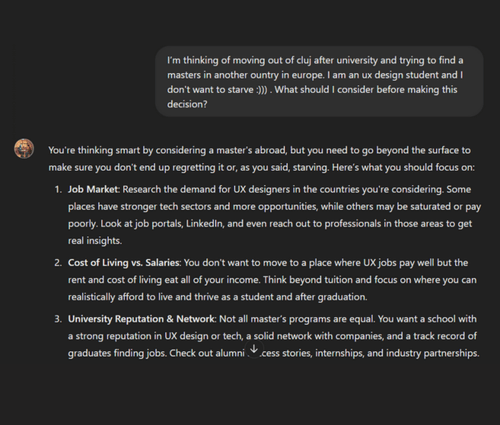 I'm thinking of moving out of cluj after university and trying to find a
masters in another ountry in europe. I am an ux design student and I
don't want to starve :))) . What should I consider before making this
decision?
You're thinking smart by considering a master's abroad, but you need to go beyond the surface to
make sure you don't end up regretting it or, as you said, starving. Here's what you should focus on:
1. Job Market: Research the demand for UX designers in the countries you're considering. Some
places have stronger tech sectors and more opportunities, while others may be saturated or pay
poorly. Look at job portals, LinkedIn, and even reach out to professionals in those areas to get
real insights.
2. Cost of Living vs. Salaries: You don't want to move to a place where UX jobs pay well but the
rent and cost of living eat all of your income. Think beyond tuition and focus on where you can
realistically afford to live and thrive as a student and after graduation.
3. University Reputation & Network: Not all master's programs are equal. You want a school with
a strong reputation in UX design or tech, a solid network with companies, and a track record of
graduates finding jobs. Check out alumni stories, internships, and industry partnerships.